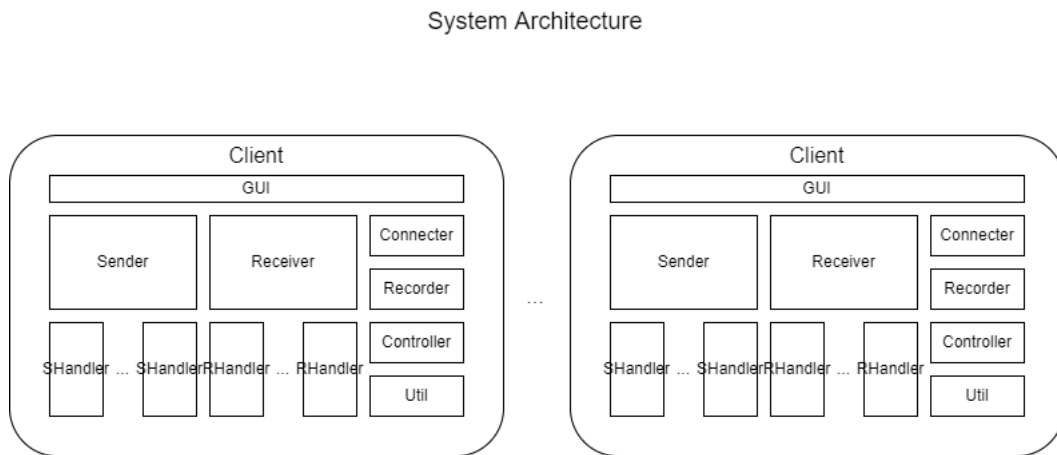 System Architecture
Client
GUI
Sender
Receiver
Connecter
Recorder
SHandler ... SHandler
RHandler ... RHandler
Controller
Util
...
Client
GUI
Sender
Receiver
Connecter
Recorder
SHandler ... SHandler
RHandler ... RHandler
Controller
Util